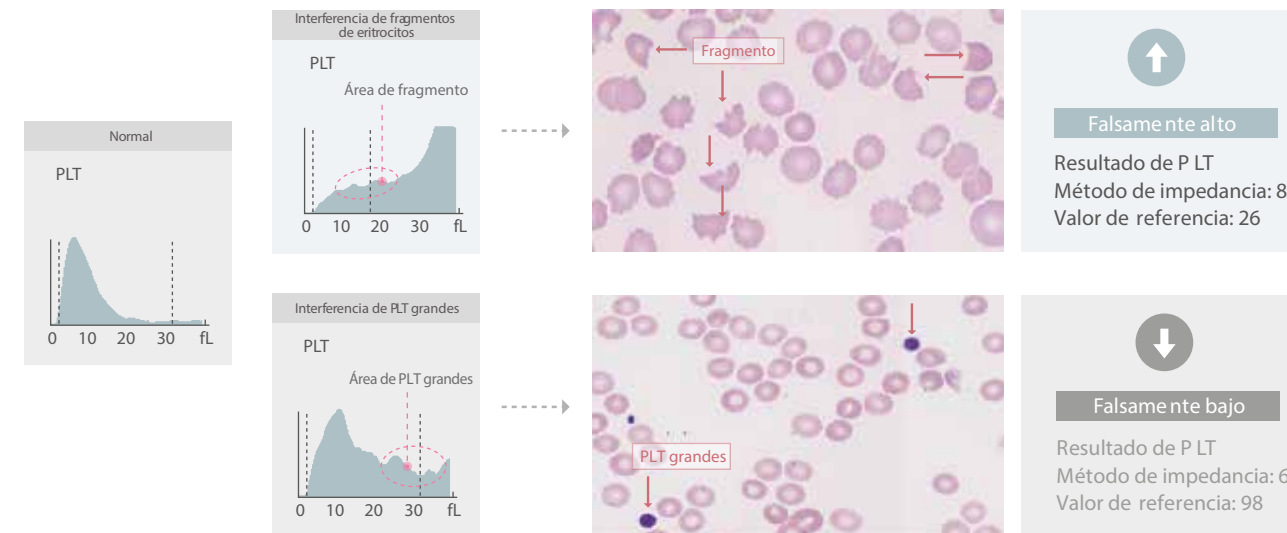 Normal
PLT
0 10 20 30 fL
Interferencia de fragmentos
de eritrocitos
PLT
Área de fragmento
0 10 20 30 fL
Fragmento
Falsamente alto
Resultado de P LT
Método de impedancia: 8
Valor de referencia: 26
Interferencia de PLT grandes
PLT
Área de PLT grandes
0 10 20 30 fL
PLT grandes
Falsamente bajo
Resultado de P LT
Método de impedancia: 6
Valor de referencia: 98